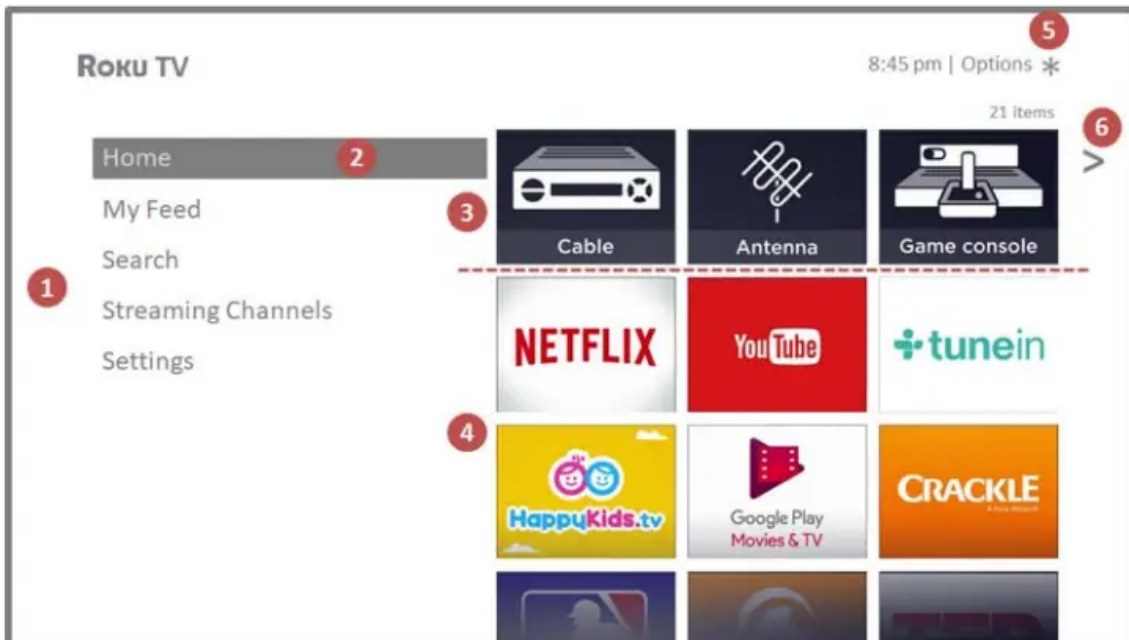 5
ROKU TV
8:45 pm | Options *
21 items
6
>
Home 2
My Feed
Search
Streaming Channels
Settings
1
3
Cable
Antenna
Game console
NETFLIX
YouTube
tunein
4
HappyKids.tv
Google Play
Movies & TV
CRACKLE